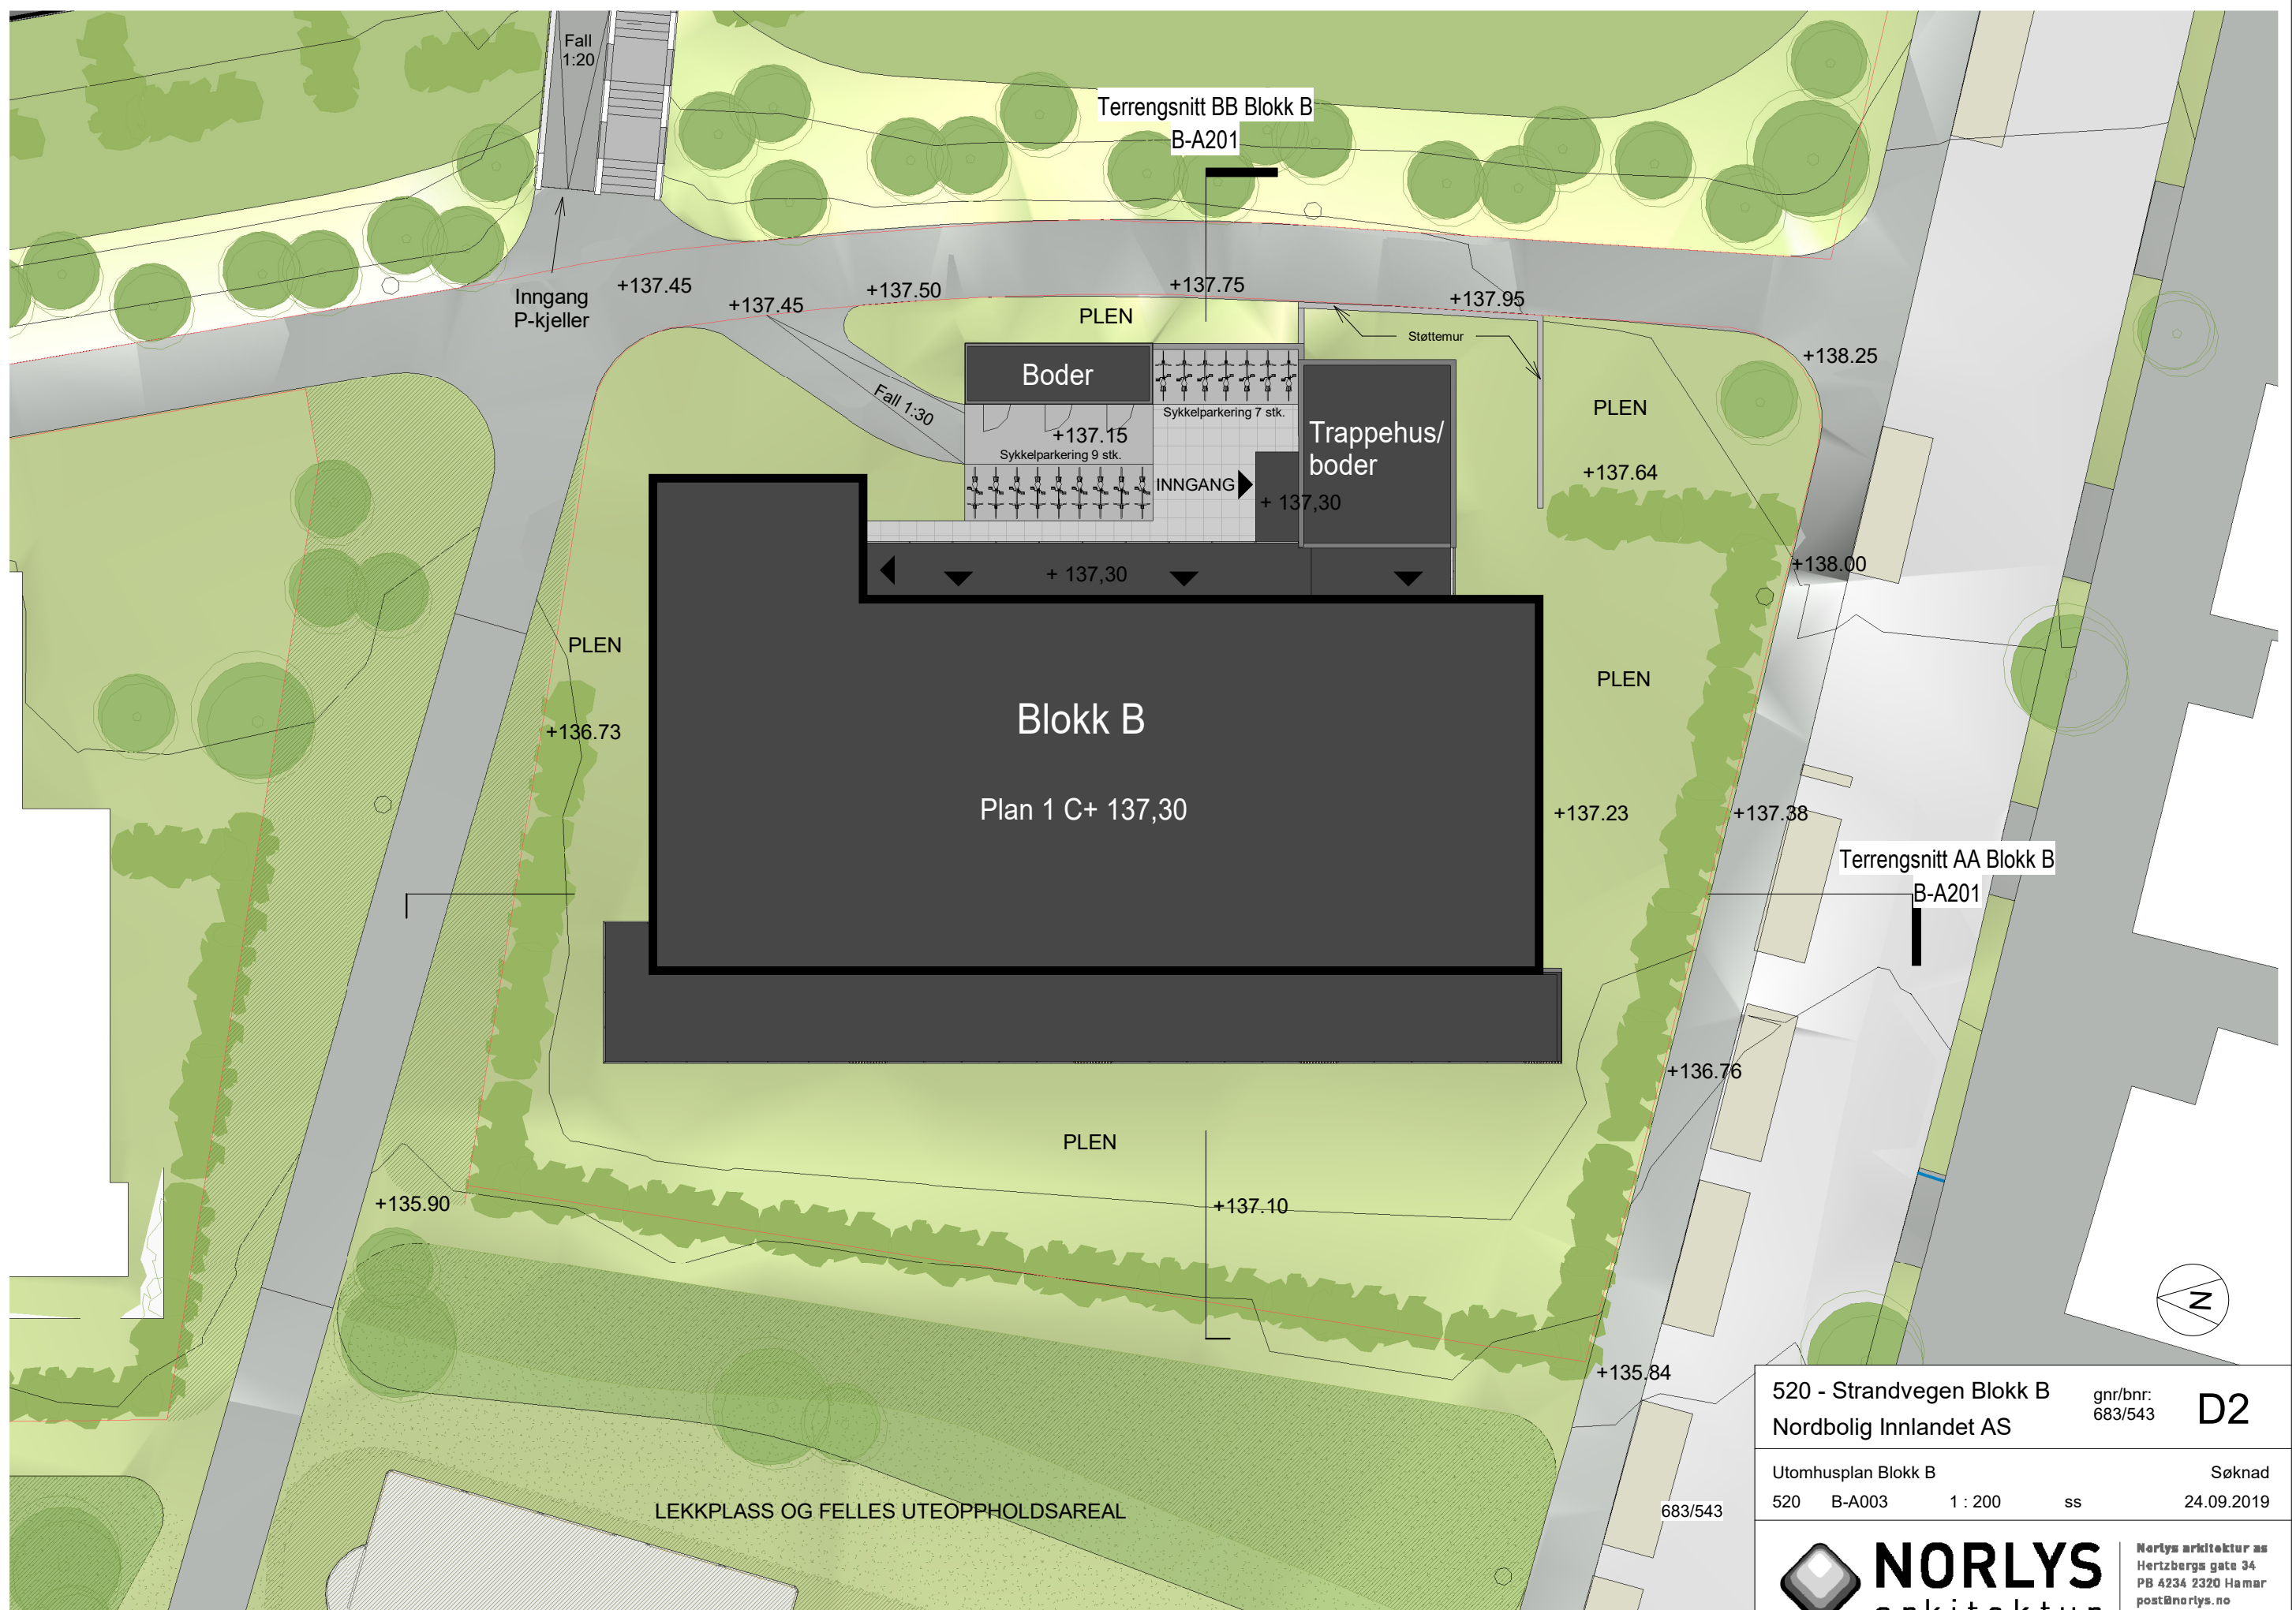 Fall
1:20
Terrengsnitt BB Blokk B
B-A201
Inngang
P-kjeller
+137.45
+137.45
+137.50
+137.75
+137.95
PLEN
Støttemur
+138.25
Boder
Fall 1:30
Sykkelparkering 7 stk.
PLEN
+137.15
Sykkelparkering 9 stk.
Trappehus/
boder
+137.64
INNGANG
+ 137,30
+ 137,30
+138.00
PLEN
PLEN
+136.73
Blokk B
Plan 1 C+ 137,30
+137.23
+137.38
Terrengsnitt AA Blokk B
B-A201
+136.76
PLEN
+135.90
+137.10
N
+135.84
LEKKPLASS OG FELLES UTEOPPHOLDSAREAL
683/543
520 - Strandvegen Blokk B
gnr/bnr:
683/543
D2
Nordbolig Innlandet AS
Utomhusplan Blokk B
Søknad
520 B-A003 1 : 200 ss 24.09.2019
NORLYS
arkitektur
Norlys arkitektur as
Hertzbergs gate 34
PB 4234 2320 Hamar
post@norlys.no